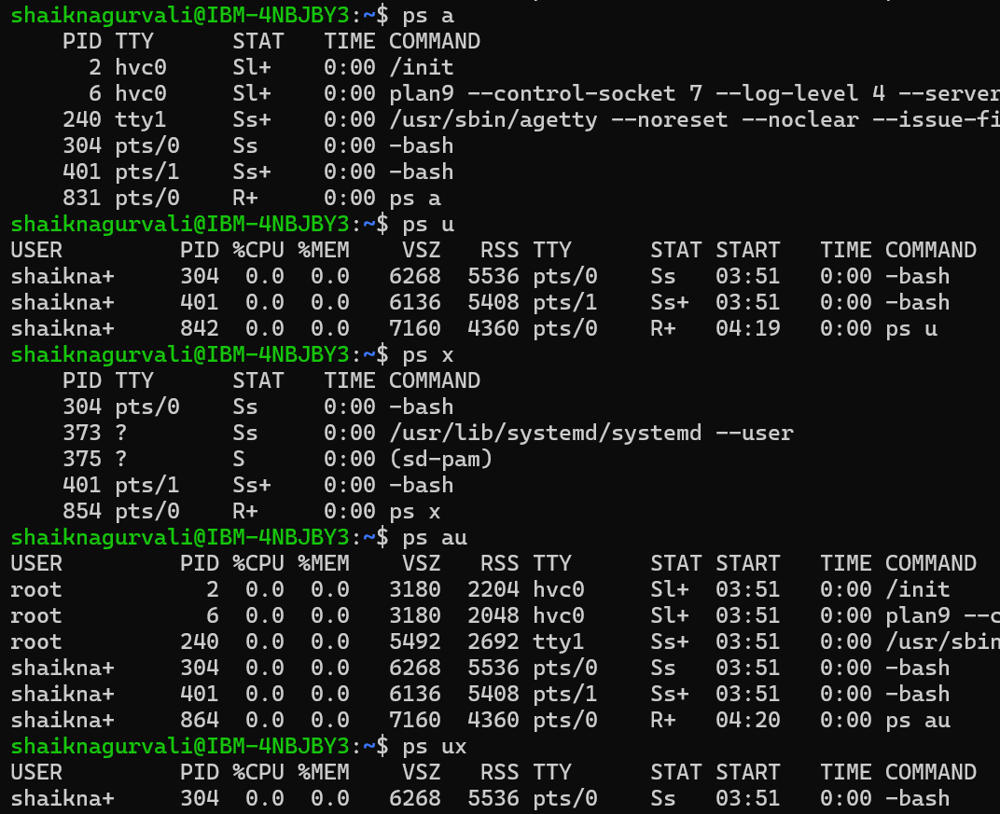 shaiknagurvali@IBM-4NBJBY3:~$ ps a
    PID TTY      STAT   TIME COMMAND
      2 hvc0     Sl+    0:00 /init
      6 hvc0     Sl+    0:00 plan9 --control-socket 7 --log-level 4 --server
    240 tty1     Ss+    0:00 /usr/sbin/agetty --noreset --noclear --issue-fi
    304 pts/0    Ss     0:00 -bash
    401 pts/1    Ss+    0:00 -bash
    831 pts/0    R+     0:00 ps a
shaiknagurvali@IBM-4NBJBY3:~$ ps u
USER         PID %CPU %MEM    VSZ   RSS TTY      STAT START   TIME COMMAND
shaikna+     304  0.0  0.0   6268  5536 pts/0    Ss   03:51   0:00 -bash
shaikna+     401  0.0  0.0   6136  5408 pts/1    Ss+  03:51   0:00 -bash
shaikna+     842  0.0  0.0   7160  4360 pts/0    R+   04:19   0:00 ps u
shaiknagurvali@IBM-4NBJBY3:~$ ps x
    PID TTY      STAT   TIME COMMAND
    304 pts/0    Ss     0:00 -bash
    373 ?        Ss     0:00 /usr/lib/systemd/systemd --user
    375 ?        S      0:00 (sd-pam)
    401 pts/1    Ss+    0:00 -bash
    854 pts/0    R+     0:00 ps x
shaiknagurvali@IBM-4NBJBY3:~$ ps au
USER         PID %CPU %MEM    VSZ   RSS TTY      STAT START   TIME COMMAND
root           2  0.0  0.0   3180  2204 hvc0     Sl+  03:51   0:00 /init
root           6  0.0  0.0   3180  2048 hvc0     Sl+  03:51   0:00 plan9 --c
root         240  0.0  0.0   5492  2692 tty1     Ss+  03:51   0:00 /usr/sbin
shaikna+     304  0.0  0.0   6268  5536 pts/0    Ss   03:51   0:00 -bash
shaikna+     401  0.0  0.0   6136  5408 pts/1    Ss+  03:51   0:00 -bash
shaikna+     864  0.0  0.0   7160  4360 pts/0    R+   04:20   0:00 ps au
shaiknagurvali@IBM-4NBJBY3:~$ ps ux
USER         PID %CPU %MEM    VSZ   RSS TTY      STAT START   TIME COMMAND
shaikna+     304  0.0  0.0   6268  5536 pts/0    Ss   03:51   0:00 -bash